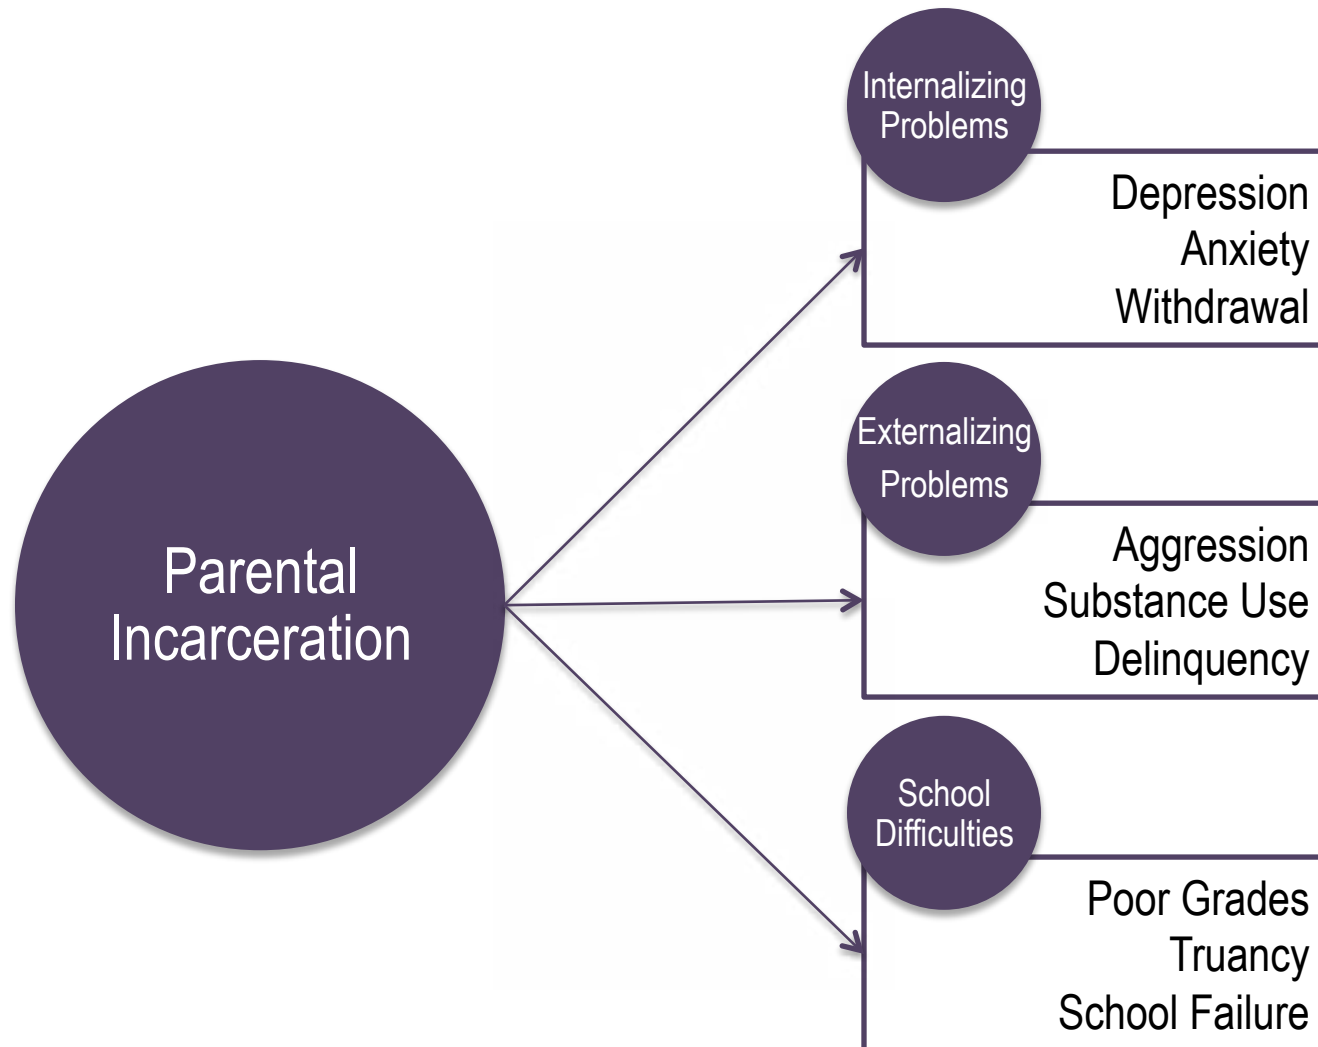 Parental
Incarceration
Internalizing
Problems
Depression
Anxiety
Withdrawal
Externalizing
Problems
Aggression
Substance Use
Delinquency
School
Difficulties
Poor Grades
Truancy
School Failure